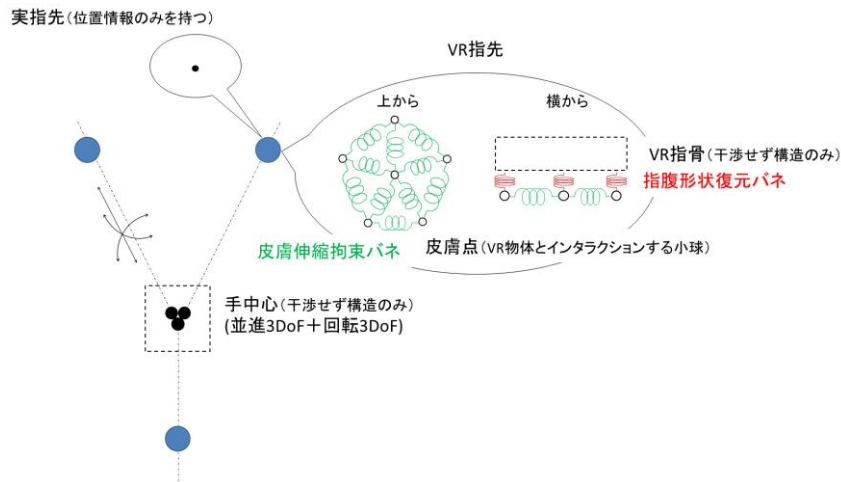 実指先(位置情報のみを持つ)
VR指先
上から
横から
VR指骨(干渉せず構造のみ)
指腹形状復元バネ
皮膚伸縮拘束バネ
皮膚点(VR物体とインタラクションする小球)
手中心(干渉せず構造のみ)
(並進3DoF+回転3DoF)